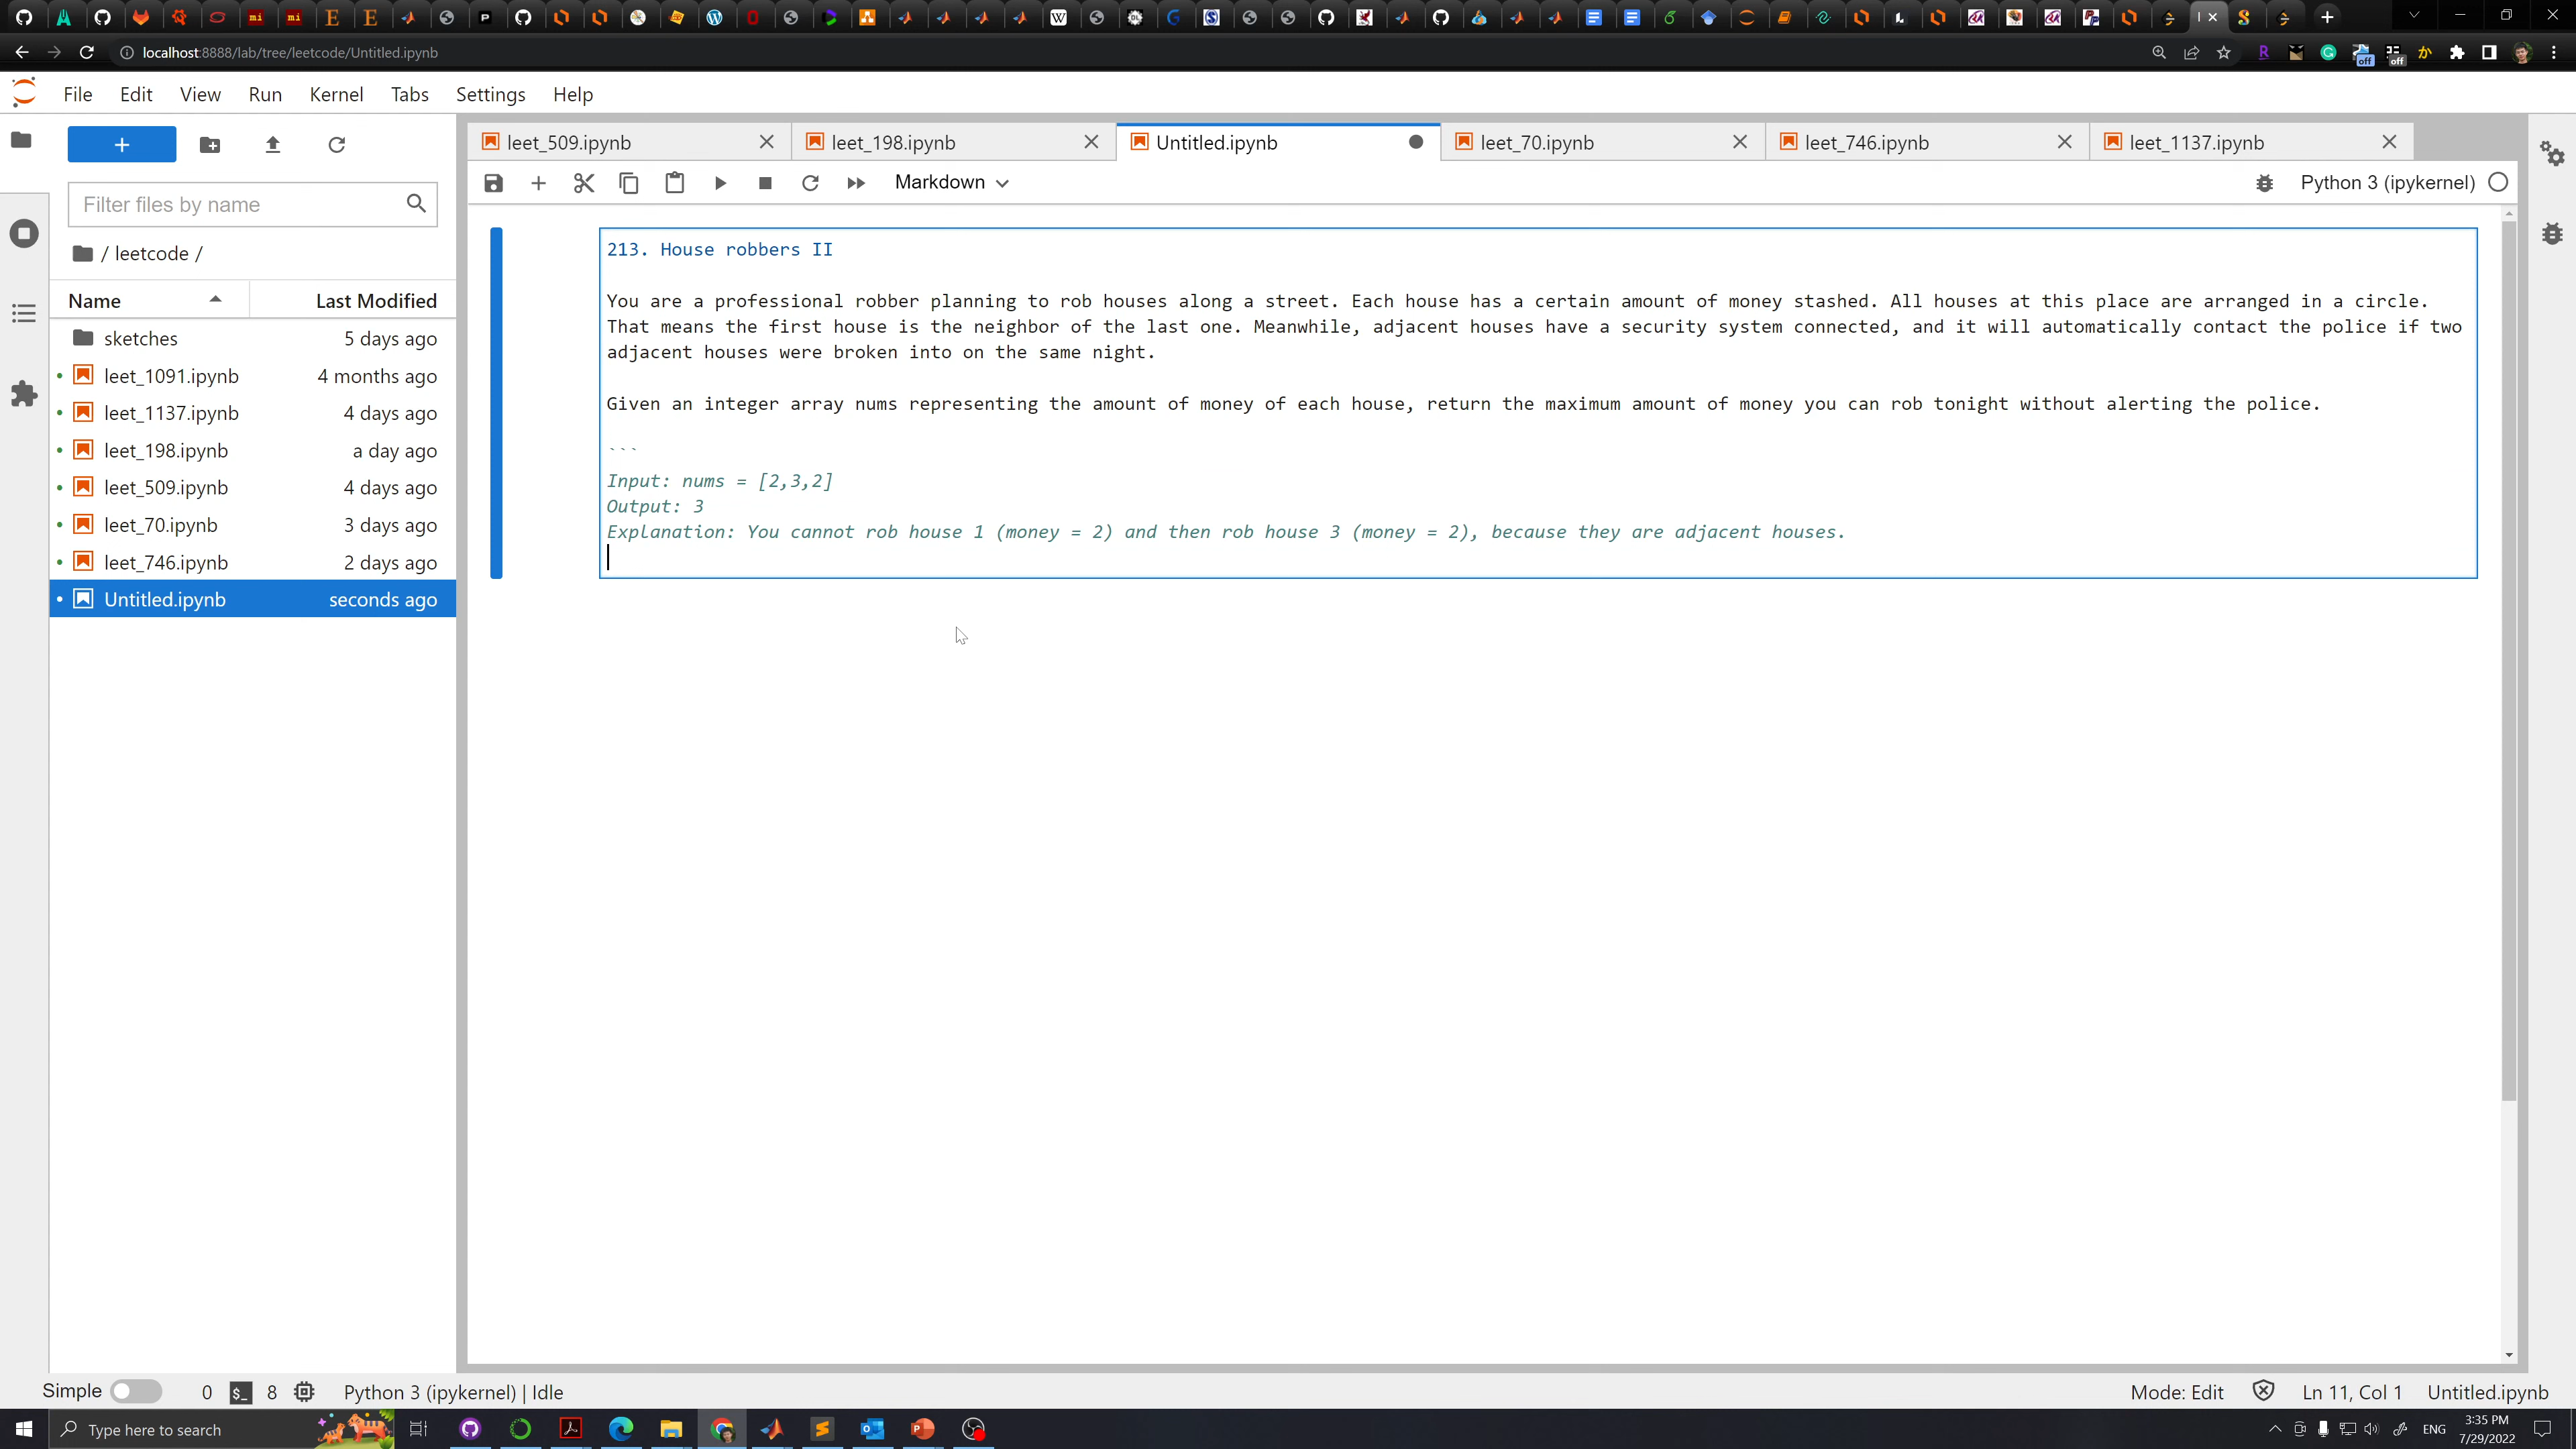 localhost:8888/lab/tree/leetcode/Untitled.ipynb
off
off
File Edit View Run Kernel Tabs Settings Help
leet_509.ipynb leet_198.ipynb Untitled.ipynb leet_70.ipynb leet_746.ipynb leet_1137.ipynb
Markdown
Python 3 (ipykernel)
Filter files by name
/ leetcode /
Name Last Modified
sketches 5 days ago
leet_1091.ipynb 4 months ago
leet_1137.ipynb 4 days ago
leet_198.ipynb a day ago
leet_509.ipynb 4 days ago
leet_70.ipynb 3 days ago
leet_746.ipynb 2 days ago
Untitled.ipynb seconds ago
213. House robbers II
You are a professional robber planning to rob houses along a street. Each house has a certain amount of money stashed. All houses at this place are arranged in a circle.
That means the first house is the neighbor of the last one. Meanwhile, adjacent houses have a security system connected, and it will automatically contact the police if two
adjacent houses were broken into on the same night.
Given an integer array nums representing the amount of money of each house, return the maximum amount of money you can rob tonight without alerting the police.
```
Input: nums = [2,3,2]
Output: 3
Explanation: You cannot rob house 1 (money = 2) and then rob house 3 (money = 2), because they are adjacent houses.
Simple 0 $_ 8 Python 3 (ipykernel) | Idle
Mode: Edit Ln 11, Col 1 Untitled.ipynb
Type here to search
ENG
3:35 PM
7/29/2022